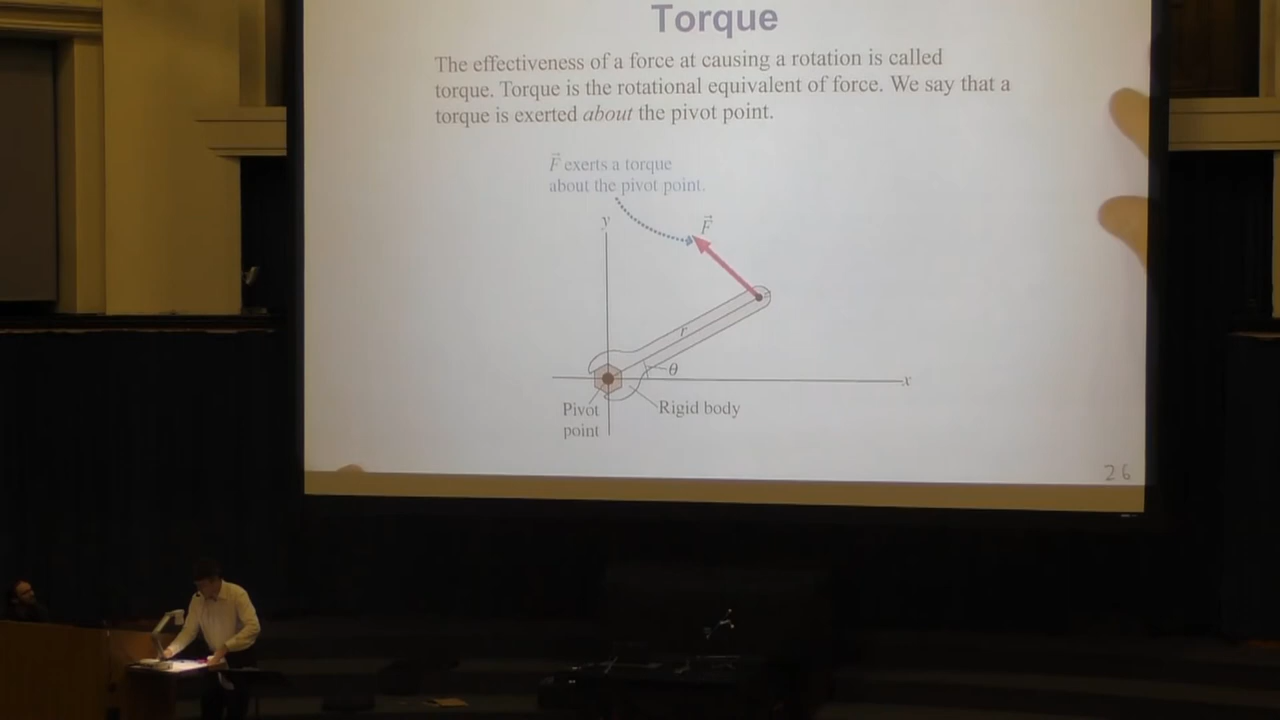 Torque
The effectiveness of a force at causing a rotation is called
torque. Torque is the rotational equivalent of force. We say that a
torque is exerted about the pivot point.
F⃗ exerts a torque
about the pivot point.
y
F⃗
r
θ
x
Pivot
point
Rigid body
26